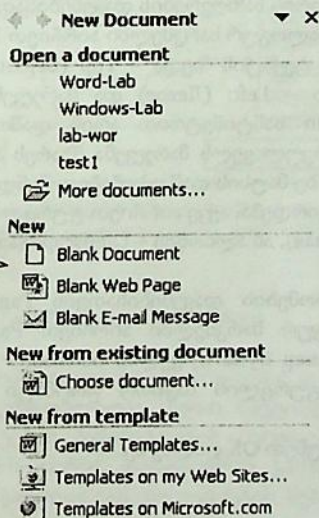 New Document
Open a document
Word-Lab
Windows-Lab
lab-wor
test1
More documents...
New
Blank Document
Blank Web Page
Blank E-mail Message
New from existing document
Choose document...
New from template
General Templates...
Templates on my Web Sites...
Templates on Microsoft.com